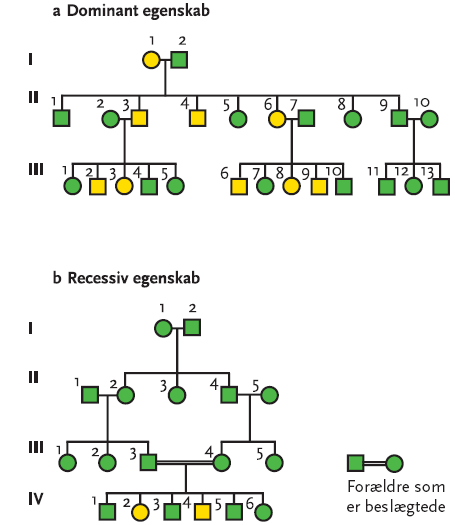 a Dominant egenskab
1 2
I
II
1 2 3 4 5 6 7 8 9 10
III
1 2 3 4 5 6 7 8 9 10 11 12 13
b Recessiv egenskab
1 2
I
II
1 2 3 4 5
III
1 2 3 4 5
IV
1 2 3 4 5 6
Forældre som
er beslægtede